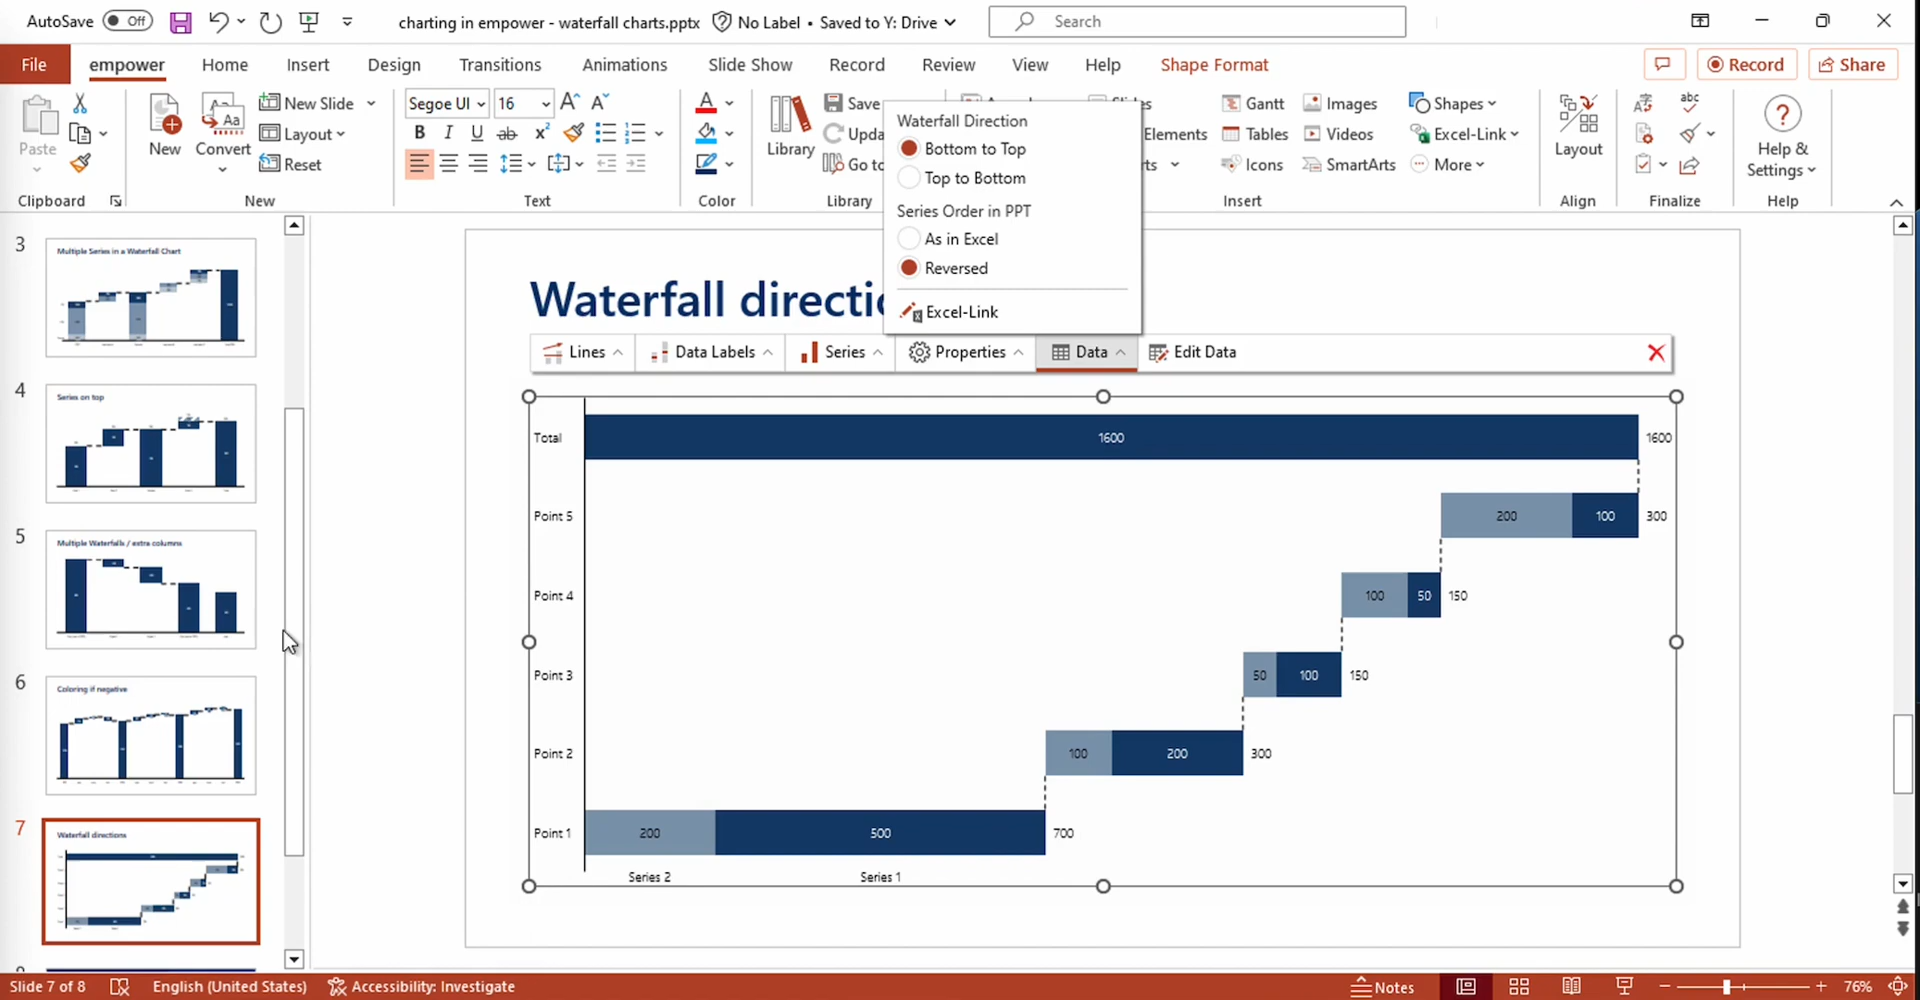 AutoSave Off
charting in empower - waterfall charts.pptx
No Label • Saved to Y: Drive
Search
File
empower
Home
Insert
Design
Transitions
Animations
Slide Show
Record
Review
View
Help
Shape Format
Record
Share
Paste
Clipboard
New
Convert
New Slide
Layout
Reset
New
Segoe UI
16
Text
Color
Library
Save
Go to
Library
Elements
Gantt
Tables
Icons
Images
Videos
SmartArts
Shapes
Excel-Link
More
Insert
Layout
Align
Finalize
Help &
Settings
Help
Waterfall Direction
Bottom to Top
Top to Bottom
Series Order in PPT
As in Excel
Reversed
Excel-Link
3
Multiple Series in a Waterfall Chart
4
Series on top
5
Multiple Waterfalls / extra columns
6
Coloring if negative
7
Waterfall directions
Lines
Data Labels
Series
Properties
Data
Edit Data
Total
1600
1600
Point 5
200
100
300
Point 4
100
50
150
Point 3
50
100
150
Point 2
100
200
300
Point 1
200
500
700
Series 2
Series 1
Slide 7 of 8
English (United States)
Accessibility: Investigate
Notes
76%